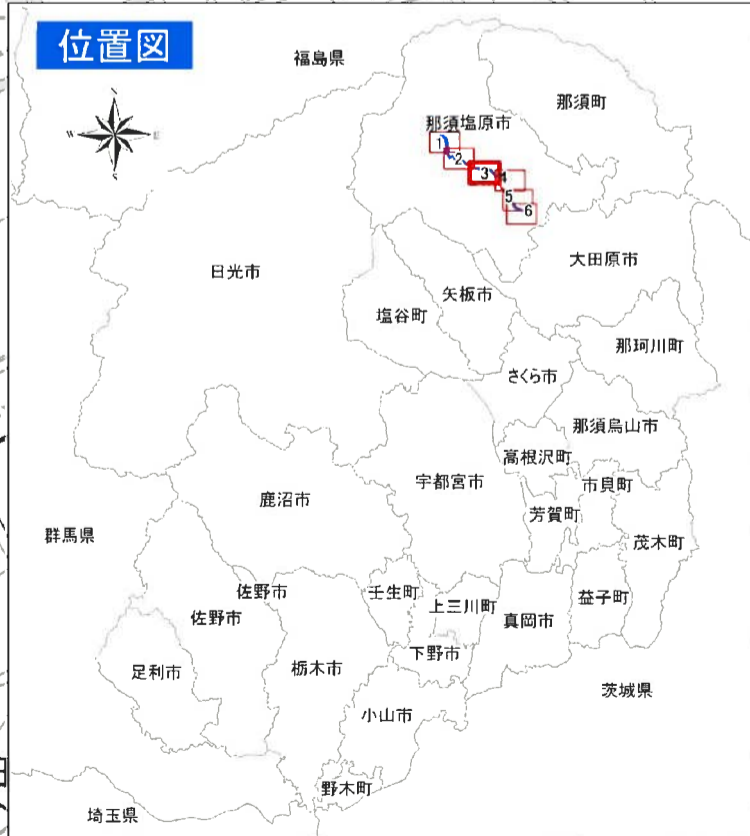 位置図
福島県
那須町
N
W
E
S
那須塩原市
1
2
3
4
5
6
大田原市
日光市
矢板市
塩谷町
那珂川町
さくら市
那須烏山市
高根沢町
宇都宮市
市貝町
鹿沼市
芳賀町
群馬県
茂木町
佐野市
壬生町
益子町
上三川町
佐野市
真岡市
下野市
足利市
栃木市
茨城県
小山市
野木町
埼玉県